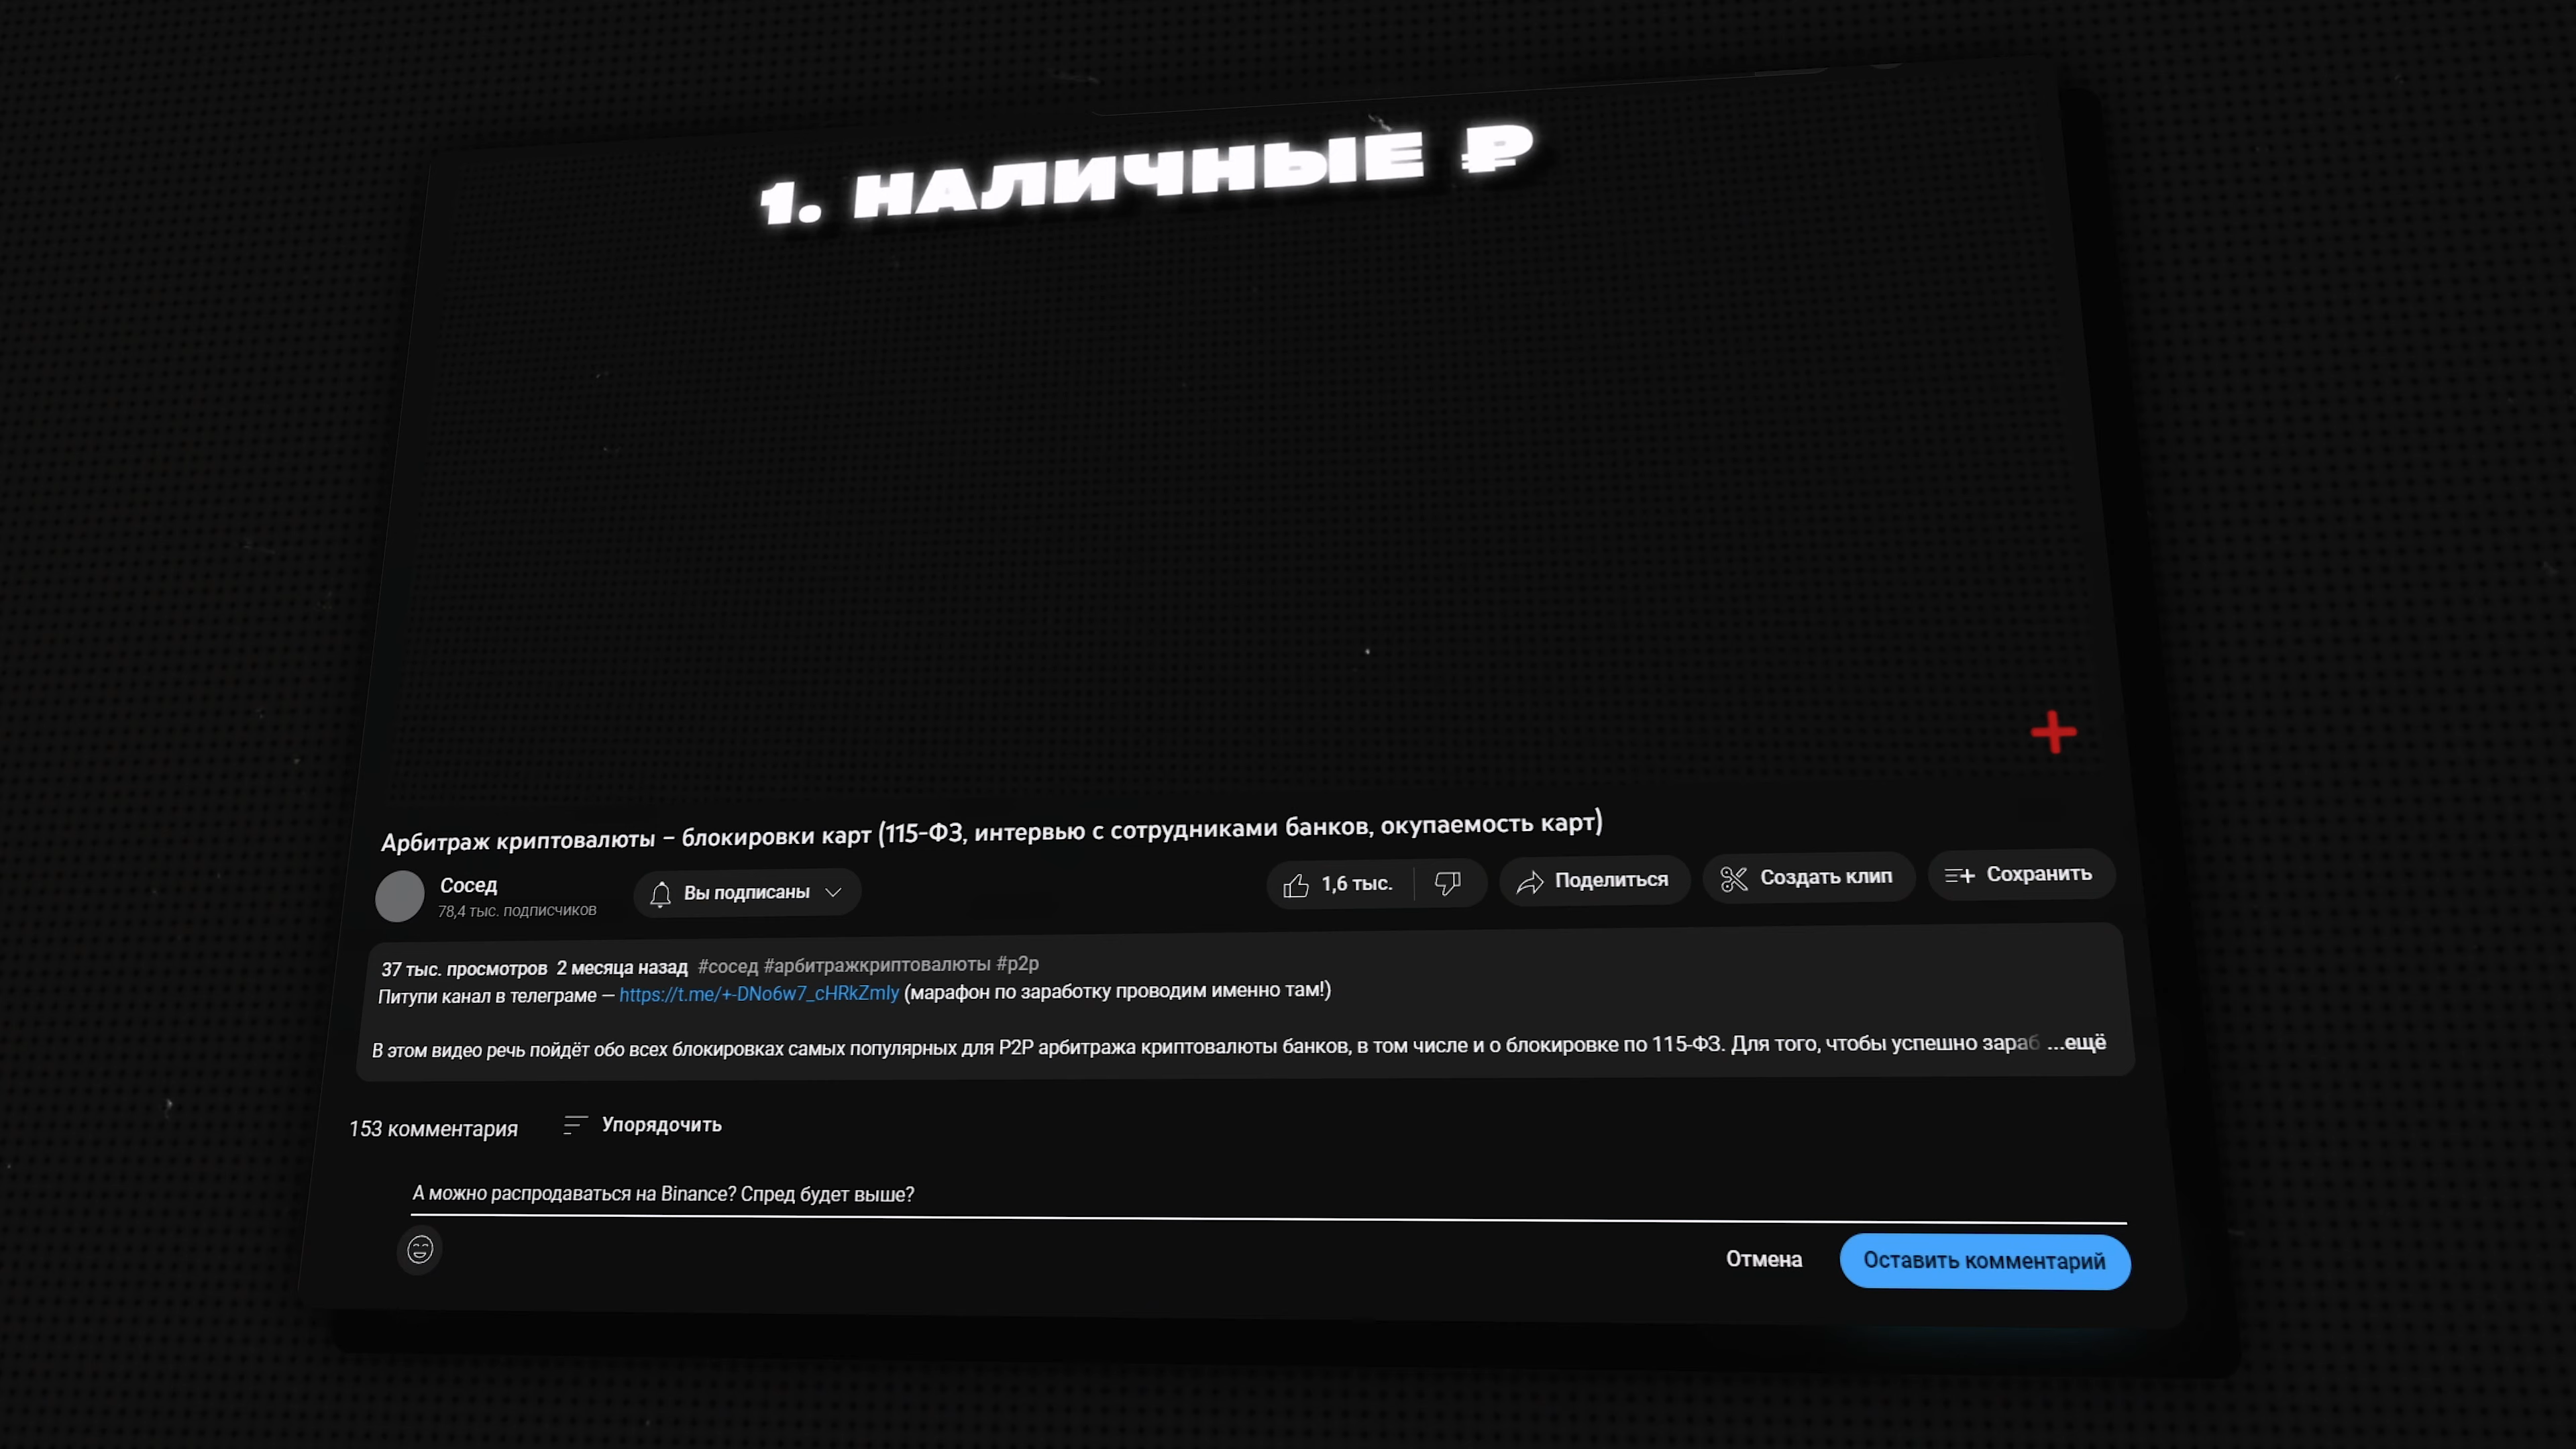 1. НАЛИЧНЫЕ ₽
Арбитраж криптовалюты – блокировки карт (115-ФЗ, интервью с сотрудниками банков, окупаемость карт)
Сосед
78,4 тыс. подписчиков
Вы подписаны
1,6 тыс.
Поделиться
Создать клип
Сохранить
37 тыс. просмотров 2 месяца назад #сосед #арбитражкриптовалюты #p2p
Питупи канал в телеграме — https://t.me/+-DNo6w7_cHRkZmIy (марафон по заработку проводим именно там!)
В этом видео речь пойдёт обо всех блокировках самых популярных для P2P арбитража криптовалюты банков, в том числе и о блокировке по 115-ФЗ. Для того, чтобы успешно зараб ...ещё
153 комментария
Упорядочить
А можно распродаваться на Binance? Спред будет выше?
Отмена
Оставить комментарий